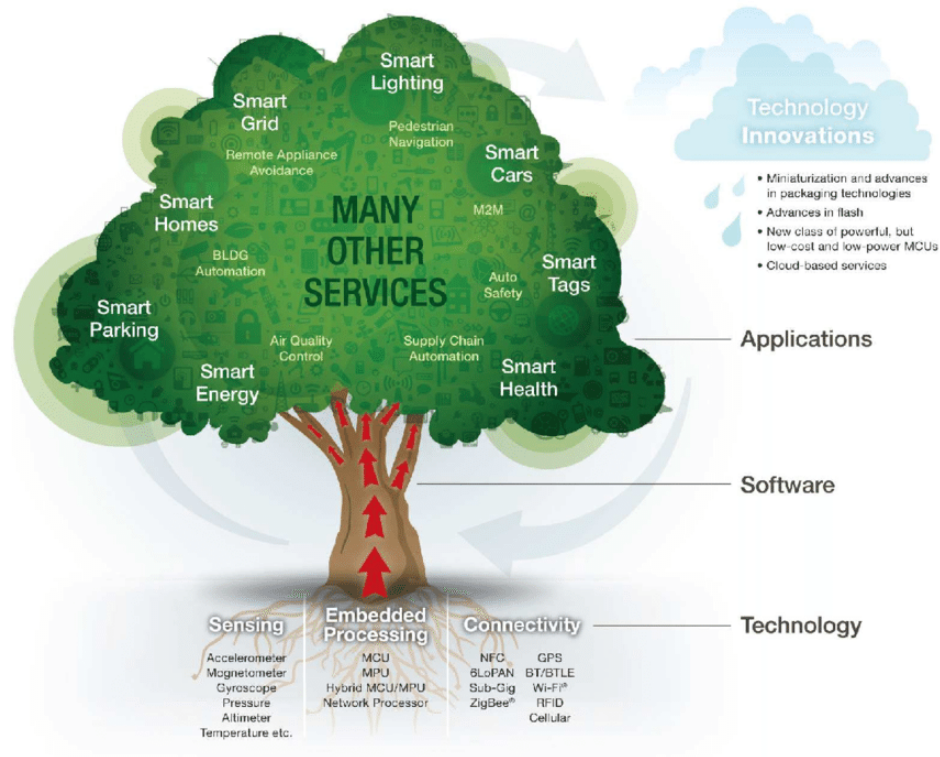 Smart
Lighting
Smart
Grid
Pedestrian
Navigation
Remote Appliance
Avoidance
Smart
Cars
Smart
Homes
M2M
MANY
OTHER
SERVICES
BLDG
Automation
Auto
Safety
Smart
Tags
Smart
Parking
Air Quality
Control
Supply Chain
Automation
Smart
Energy
Smart
Health
Technology
Innovations
• Miniaturization and advances
in packaging technologies
• Advances in flash
• New class of powerful, but
low-cost and low-power MCUs
• Cloud-based services
Applications
Software
Technology
Sensing
Accelerometer
Magnetometer
Gyroscope
Pressure
Altimeter
Temperature etc.
Embedded
Processing
MCU
MPU
Hybrid MCU/MPU
Network Processor
Connectivity
NFC GPS
6LoPAN BT/BTLE
Sub-Gig Wi-Fi®
ZigBee® RFID
Cellular